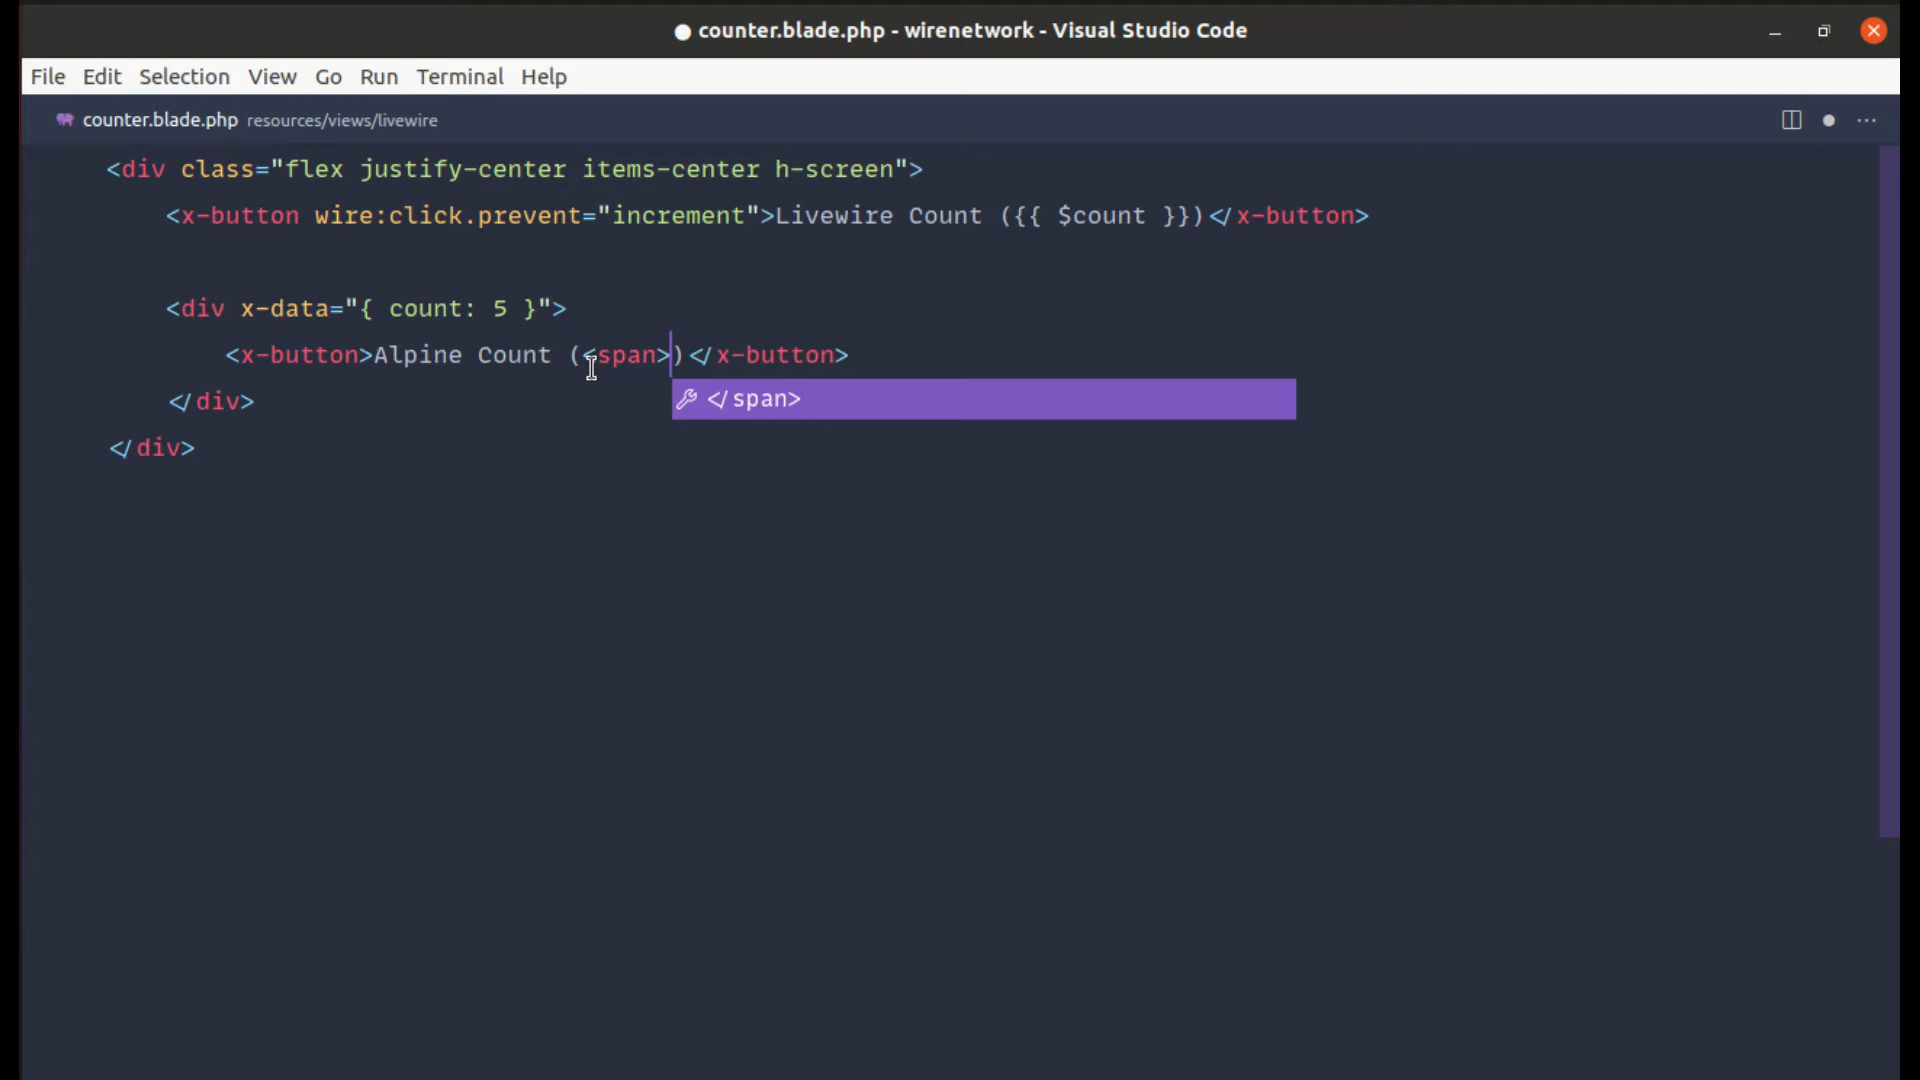 counter.blade.php - wirenetwork - Visual Studio Code
File Edit Selection View Go Run Terminal Help
counter.blade.php resources/views/livewire
<div class="flex justify-center items-center h-screen">
<x-button wire:click.prevent="increment">Livewire Count ({{ $count }})</x-button>
<div x-data="{ count: 5 }">
<x-button>Alpine Count (<span>)</x-button>
</span>
</div>
</div>